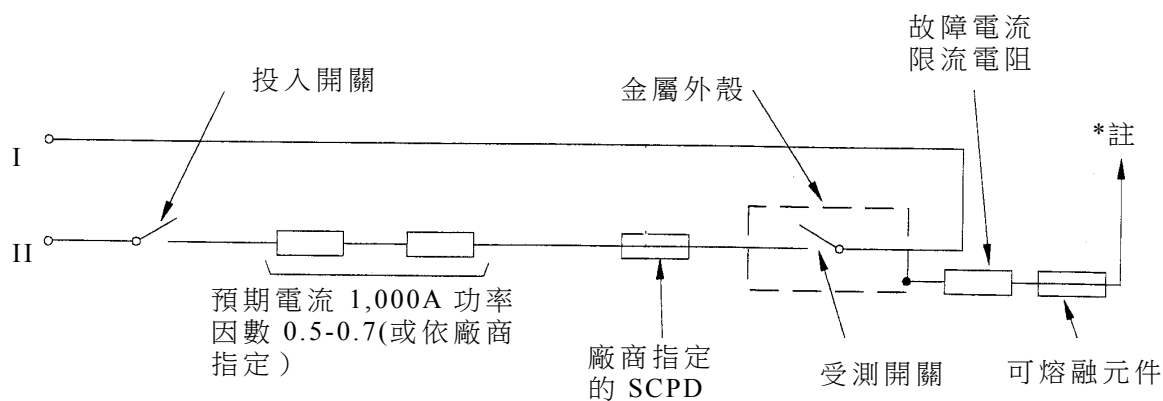 故障電流
限流電阻
投入開關
金屬外殼
*註
I
II
預期電流 1,000A 功率
因數 0.5-0.7(或依廠商
指定）
廠商指定
的 SCPD
受測開關
可熔融元件